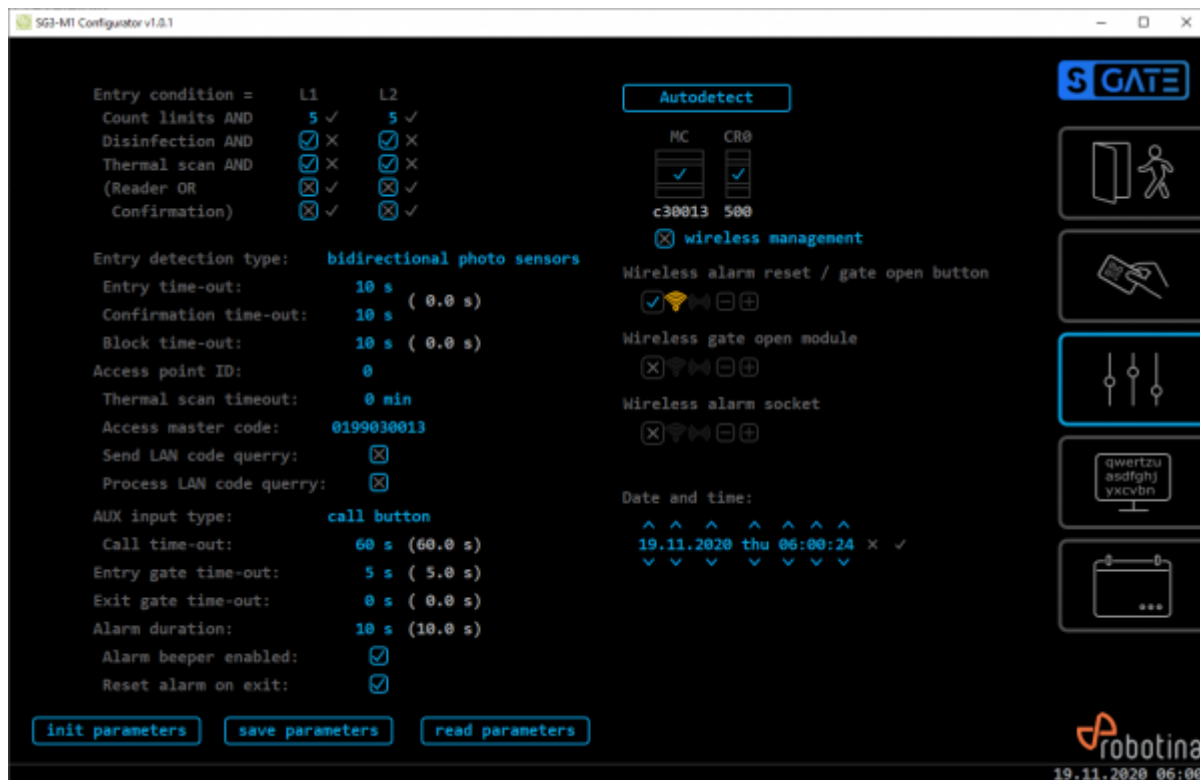 SG3-M1 Configurator v1.0.1
Entry condition = L1 L2
Count limits AND 5 5
Disinfection AND
Thermal scan AND
(Reader OR
Confirmation)
Entry detection type: bidirectional photo sensors
Entry time-out: 10 s
( 0.0 s)
Confirmation time-out: 10 s
Block time-out: 10 s ( 0.0 s)
Access point ID: 0
Thermal scan timeout: 0 min
Access master code: 0199030013
Send LAN code querry:
Process LAN code querry:
AUX input type: call button
Call time-out: 60 s (60.0 s)
Entry gate time-out: 5 s ( 5.0 s)
Exit gate time-out: 0 s ( 0.0 s)
Alarm duration: 10 s (10.0 s)
Alarm beeper enabled:
Reset alarm on exit:
init parameters save parameters read parameters
Autodetect
MC CR0
c30013 500
wireless management
Wireless alarm reset / gate open button
Wireless gate open module
Wireless alarm socket
Date and time:
19.11.2020 thu 06:00:24
S GATE
qwertzu
asdfghj
yxcvbn
robotina
19.11.2020 06:00